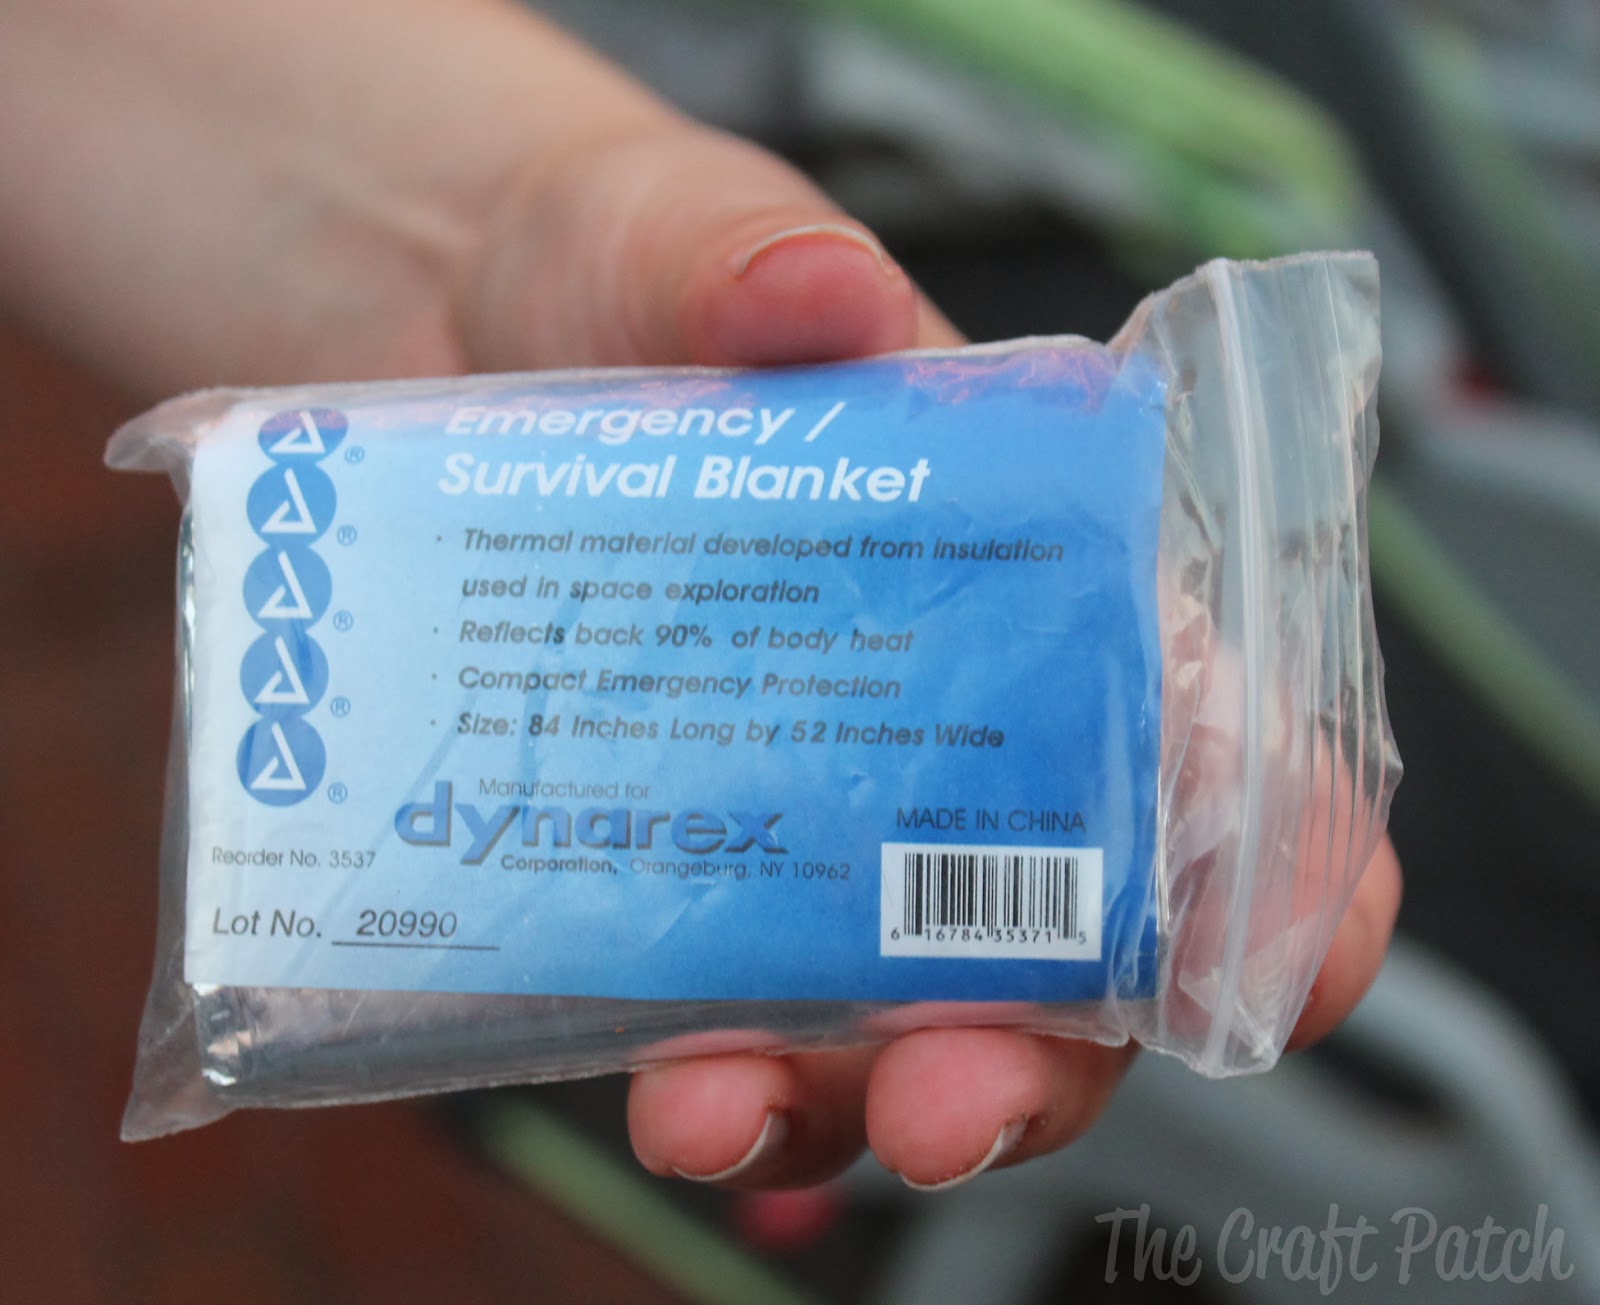 Emergency /
Survival Blanket
· Thermal material developed from insulation
used in space exploration
· Reflects back 90% of body heat
· Compact Emergency Protection
· Size: 84 Inches Long by 52 Inches Wide
®
®
®
®
®
Manufactured for
dynarex
Corporation, Orangeburg, NY 10962
Reorder No. 3537
Lot No. 20990
MADE IN CHINA
6 16784 35371 5
The Craft Patch